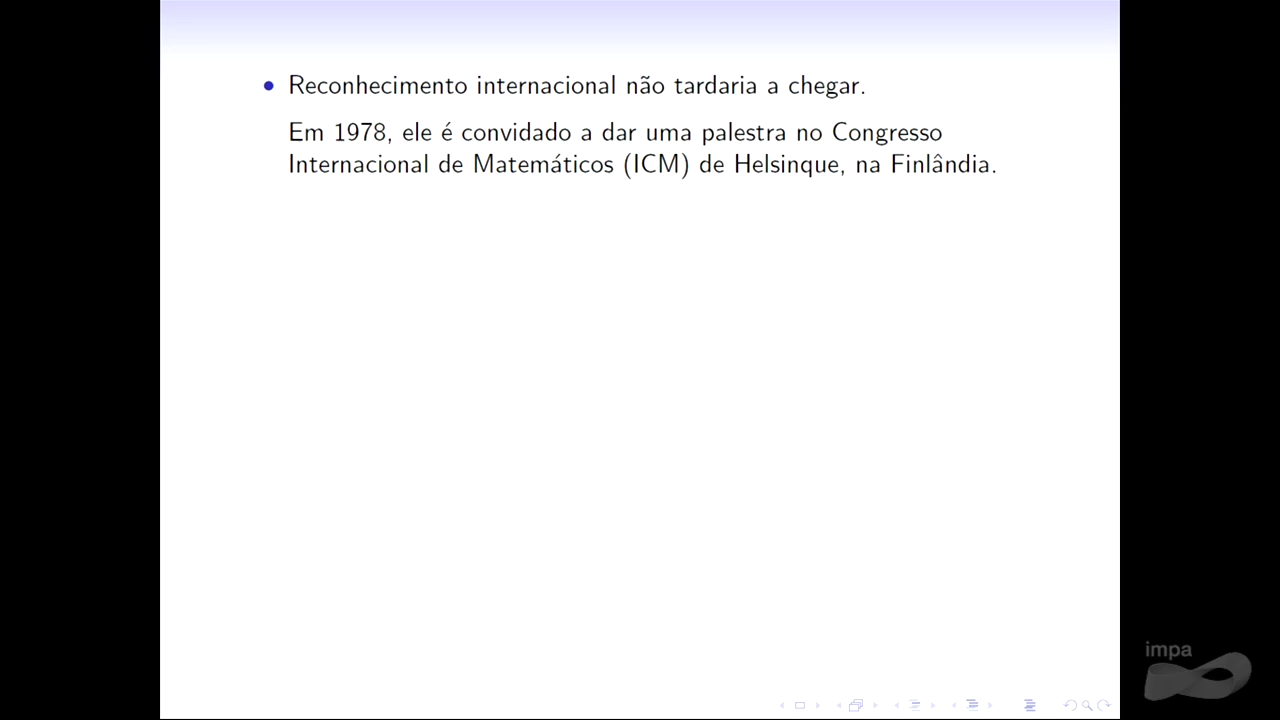 Reconhecimento internacional não tardaria a chegar.
Em 1978, ele é convidado a dar uma palestra no Congresso
Internacional de Matemáticos (ICM) de Helsinque, na Finlândia.
impa